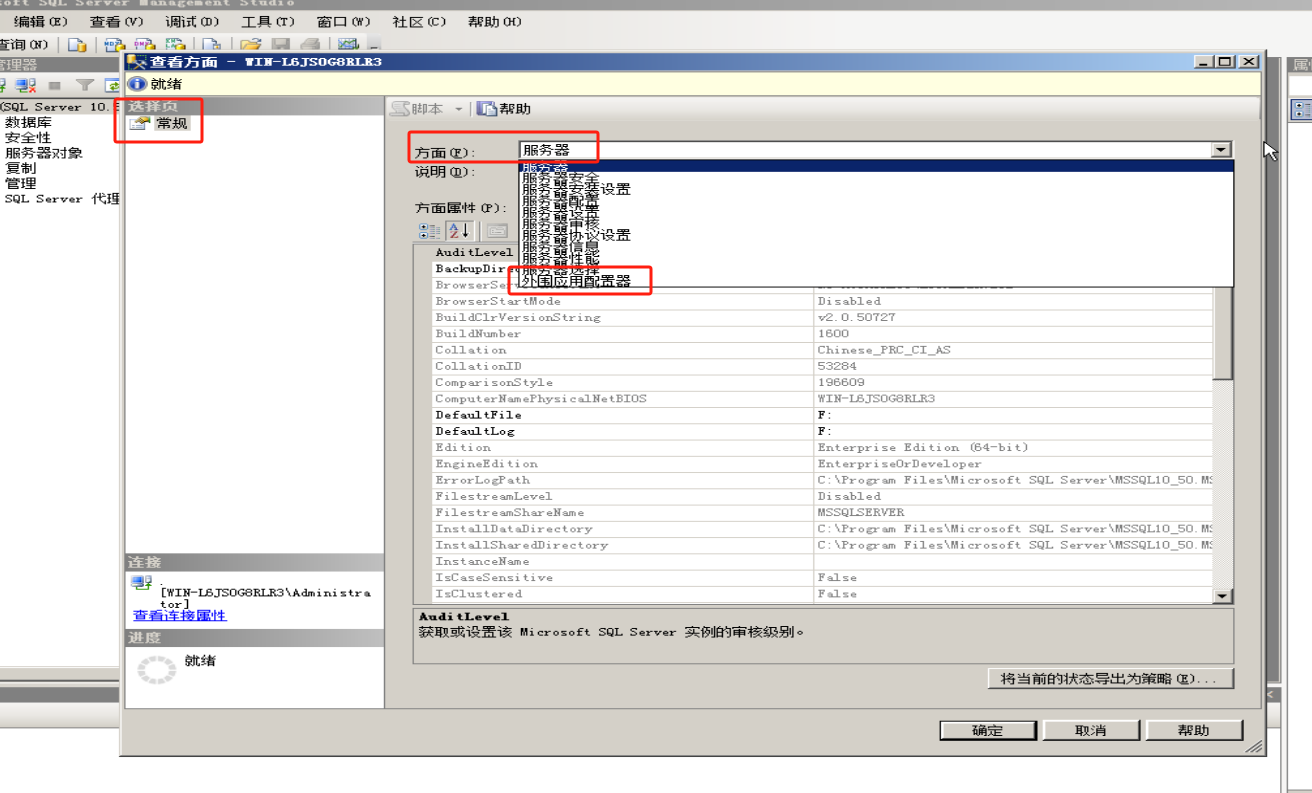 soft SQL Server Management Studio
编辑(E) 查看(V) 调试(D) 工具(T) 窗口(W) 社区(C) 帮助(H)
查询(N)
管理器
查看方面 - WIN-L6JSOG8RLR3
就绪
(SQL Server 10.
数据库
安全性
服务器对象
复制
管理
SQL Server 代理
选择页
常规
脚本
帮助
方面(F):
服务器
说明(D):
方面属性(P):
服务器
服务器安全
服务器安装设置
服务器配置
服务器设置
服务器审核
服务器协议设置
服务器信息
服务器性能
服务器选择
外围应用配置器
AuditLevel
BackupDire
BrowserSer
BrowserStartMode Disabled
BuildClrVersionString v2.0.50727
BuildNumber 1600
Collation Chinese_PRC_CI_AS
CollationID 53284
ComparisonStyle 196609
ComputerNamePhysicalNetBIOS WIN-L6JSOG8RLR3
DefaultFile F:
DefaultLog F:
Edition Enterprise Edition (64-bit)
EngineEdition EnterpriseOrDeveloper
ErrorLogPath C:\Program Files\Microsoft SQL Server\MSSQL10_50.MS
FilestreamLevel Disabled
FilestreamShareName MSSQLSERVER
InstallDataDirectory C:\Program Files\Microsoft SQL Server\MSSQL10_50.MS
InstallSharedDirectory C:\Program Files\Microsoft SQL Server\MSSQL10_50.MS
InstanceName
IsCaseSensitive False
IsClustered False
连接
.
[WIN-L6JSOG8RLR3\Administra
tor]
查看连接属性
进度
就绪
AuditLevel
获取或设置该 Microsoft SQL Server 实例的审核级别。
将当前的状态导出为策略(E)...
确定
取消
帮助